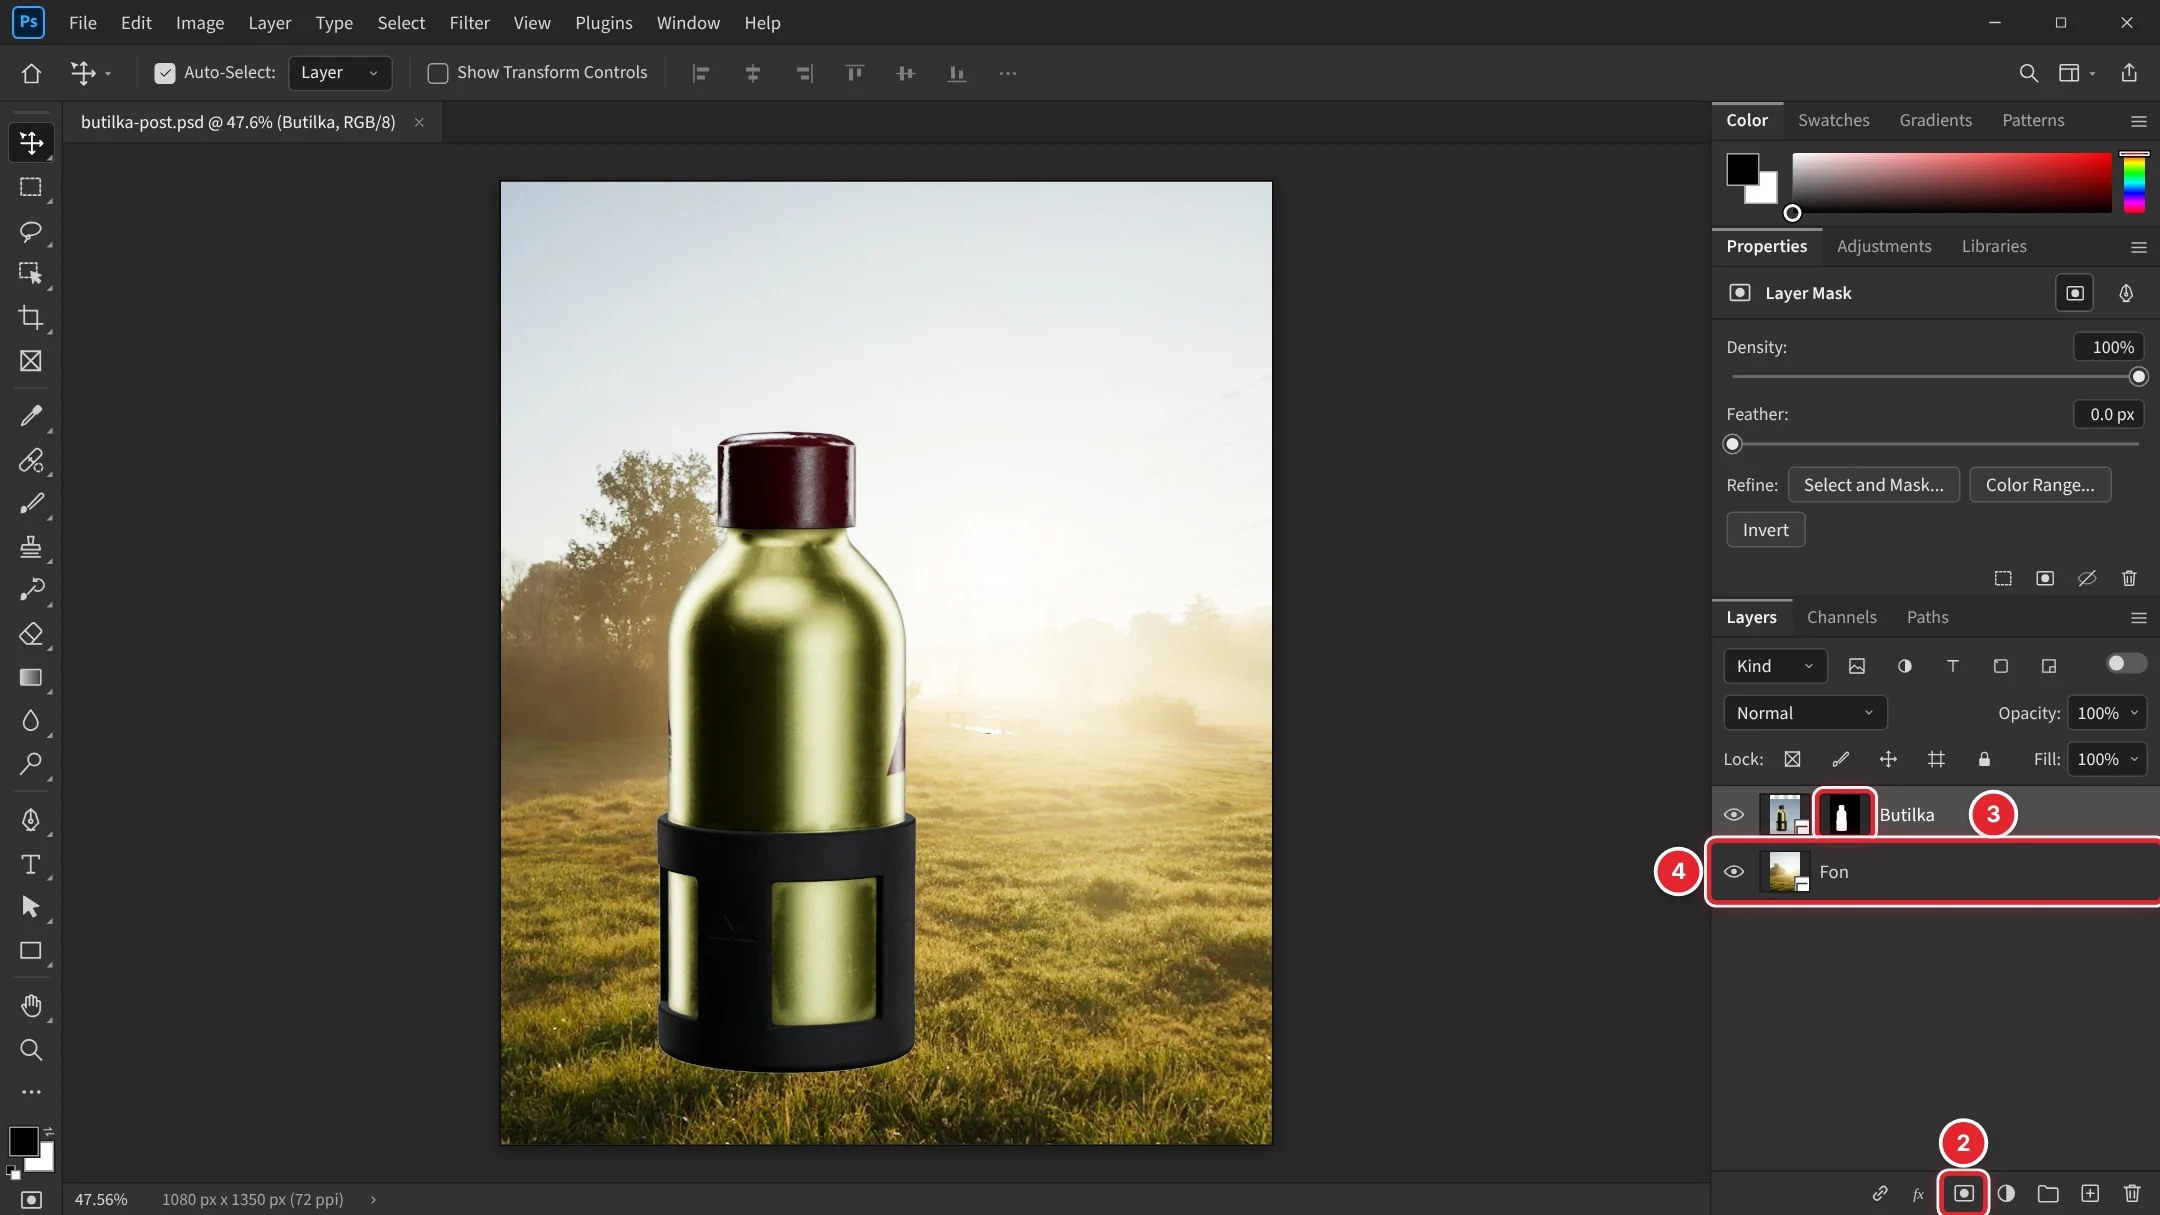 Ps File Edit Image Layer Type Select Filter View Plugins Window Help
Auto-Select: Layer Show Transform Controls
butilka-post.psd @ 47.6% (Butilka, RGB/8)
Color Swatches Gradients Patterns
Properties Adjustments Libraries
Layer Mask
Density: 100%
Feather: 0.0 px
Refine: Select and Mask... Color Range...
Invert
Layers Channels Paths
Kind
Normal Opacity: 100%
Lock: Fill: 100%
Butilka 3
4 Fon
2
47.56% 1080 px x 1350 px (72 ppi)
fx